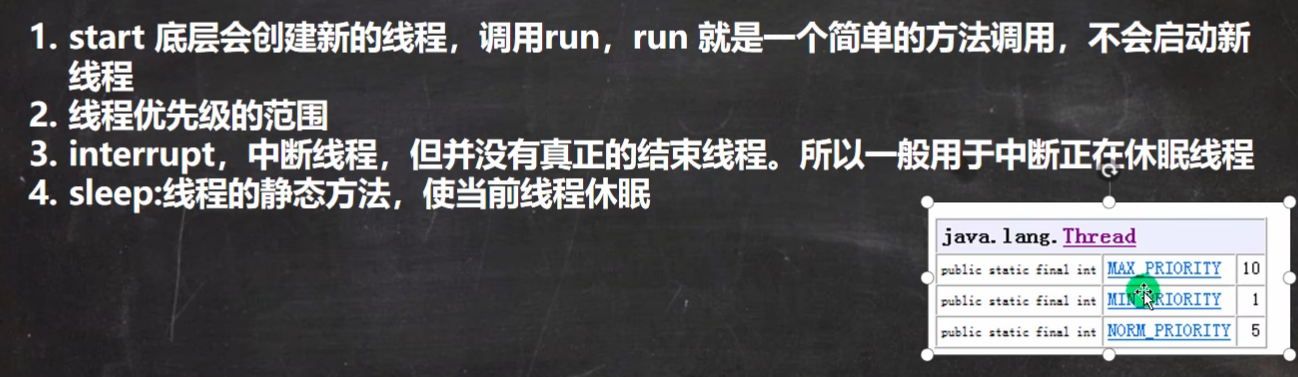 1. start 底层会创建新的线程，调用run，run 就是一个简单的方法调用，不会启动新
线程
2. 线程优先级的范围
3. interrupt，中断线程，但并没有真正的结束线程。所以一般用于中断正在休眠线程
4. sleep:线程的静态方法，使当前线程休眠
java.lang.Thread
public static final int MAX_PRIORITY 10
public static final int MIN_PRIORITY 1
public static final int NORM_PRIORITY 5